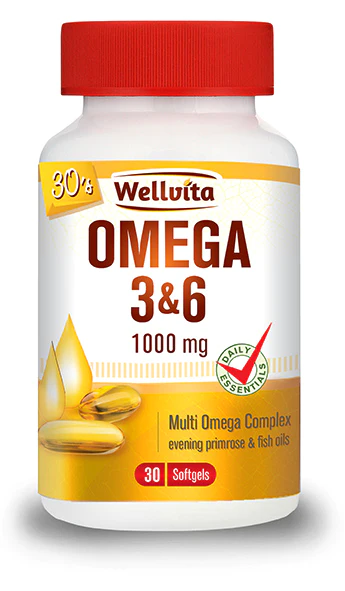 30's
Wellvita
OMEGA
3&6
1000 mg
DAILY
ESSENTIALS
Multi Omega Complex
evening primrose & fish oils
30 Softgels